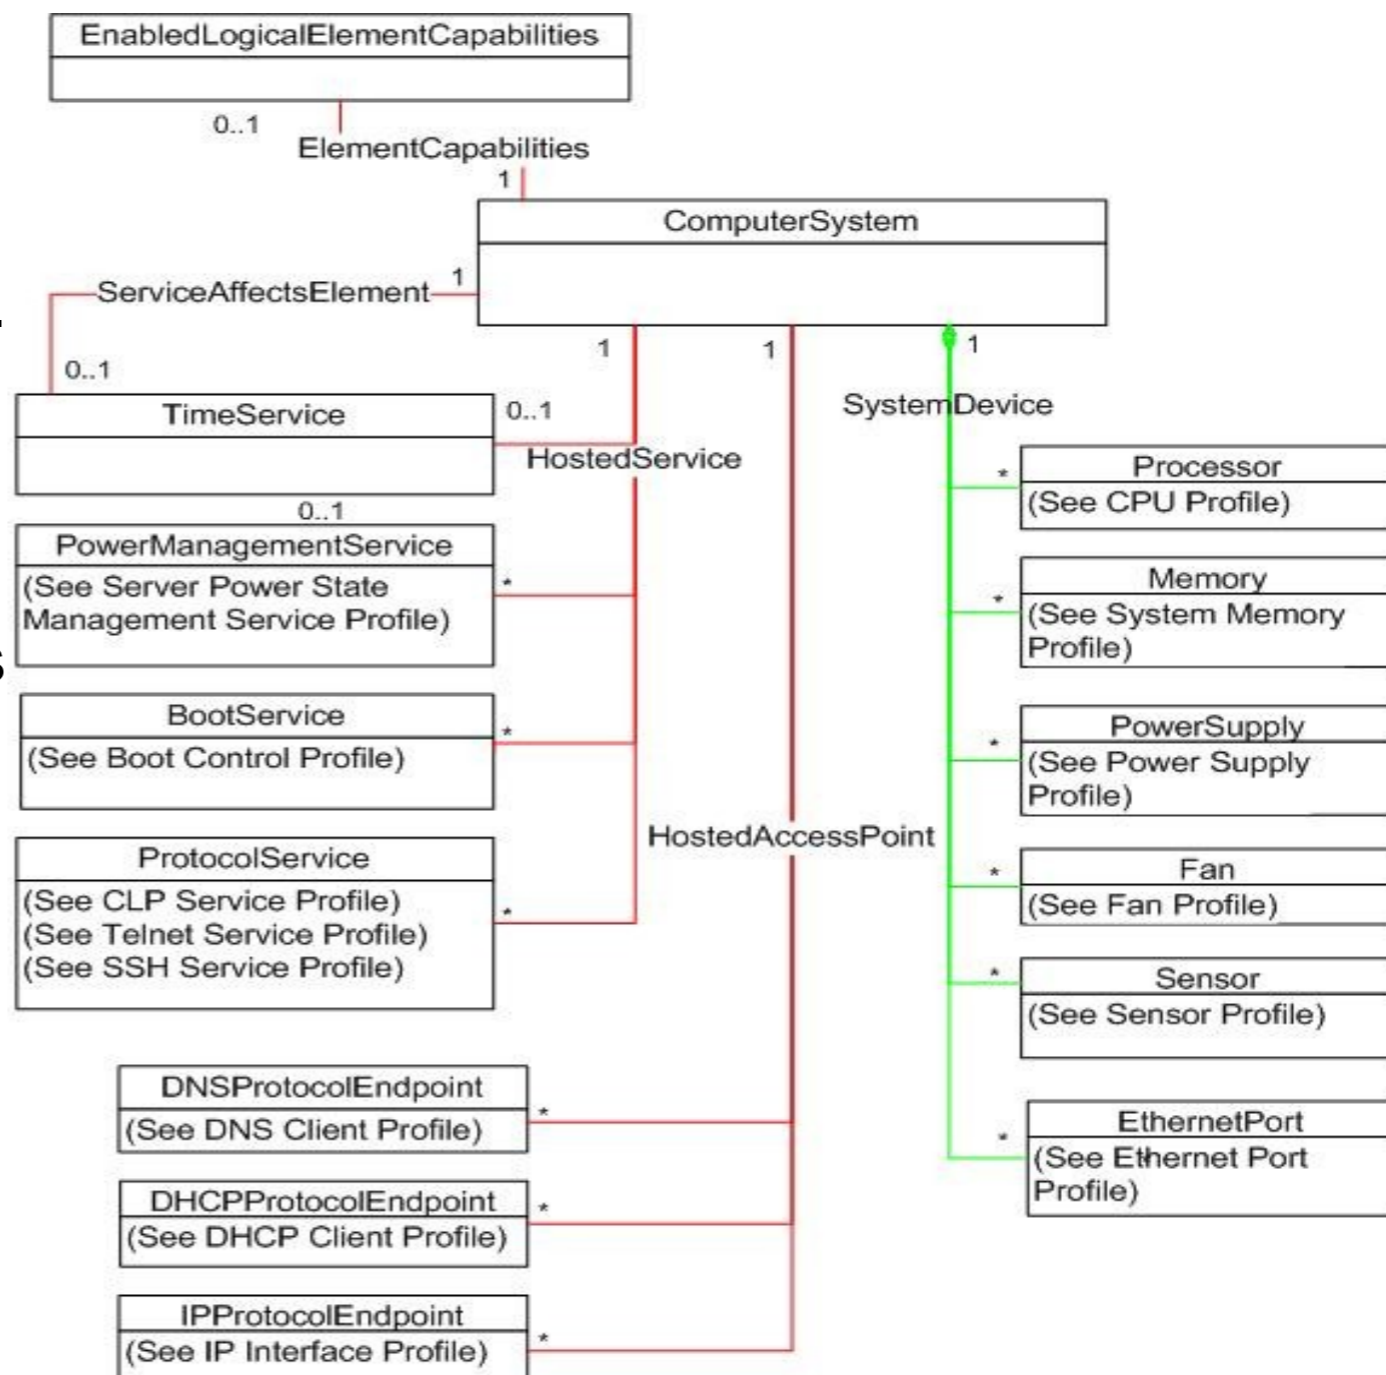 EnabledLogicalElementCapabilities
0..1
ElementCapabilities
1
ComputerSystem
ServiceAffectsElement
1
0..1
1
1
1
TimeService
0..1
SystemDevice
HostedService
0..1
PowerManagementService
(See Server Power State
Management Service Profile)
*
s
BootService
(See Boot Control Profile)
*
ProtocolService
(See CLP Service Profile)
(See Telnet Service Profile)
(See SSH Service Profile)
*
HostedAccessPoint
DNSProtocolEndpoint
(See DNS Client Profile)
*
DHCPProtocolEndpoint
(See DHCP Client Profile)
*
IPProtocolEndpoint
(See IP Interface Profile)
*
Processor
(See CPU Profile)
*
Memory
(See System Memory
Profile)
*
PowerSupply
(See Power Supply
Profile)
*
Fan
(See Fan Profile)
*
Sensor
(See Sensor Profile)
*
EthernetPort
(See Ethernet Port
Profile)
*